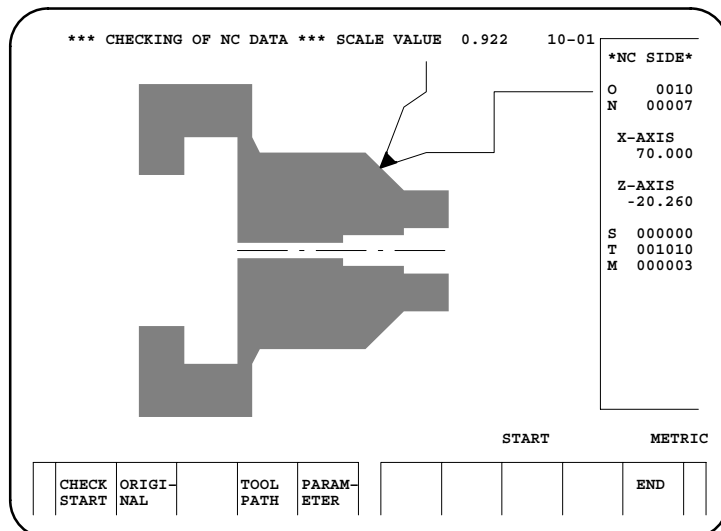 *** CHECKING OF NC DATA *** SCALE VALUE 0.922 10-01
*NC SIDE*
O 0010
N 00007
X-AXIS
70.000
Z-AXIS
-20.260
S 000000
T 001010
M 000003
START METRIC
CHECK START
ORIGI-
NAL
TOOL
PATH
PARAM-
ETER
END